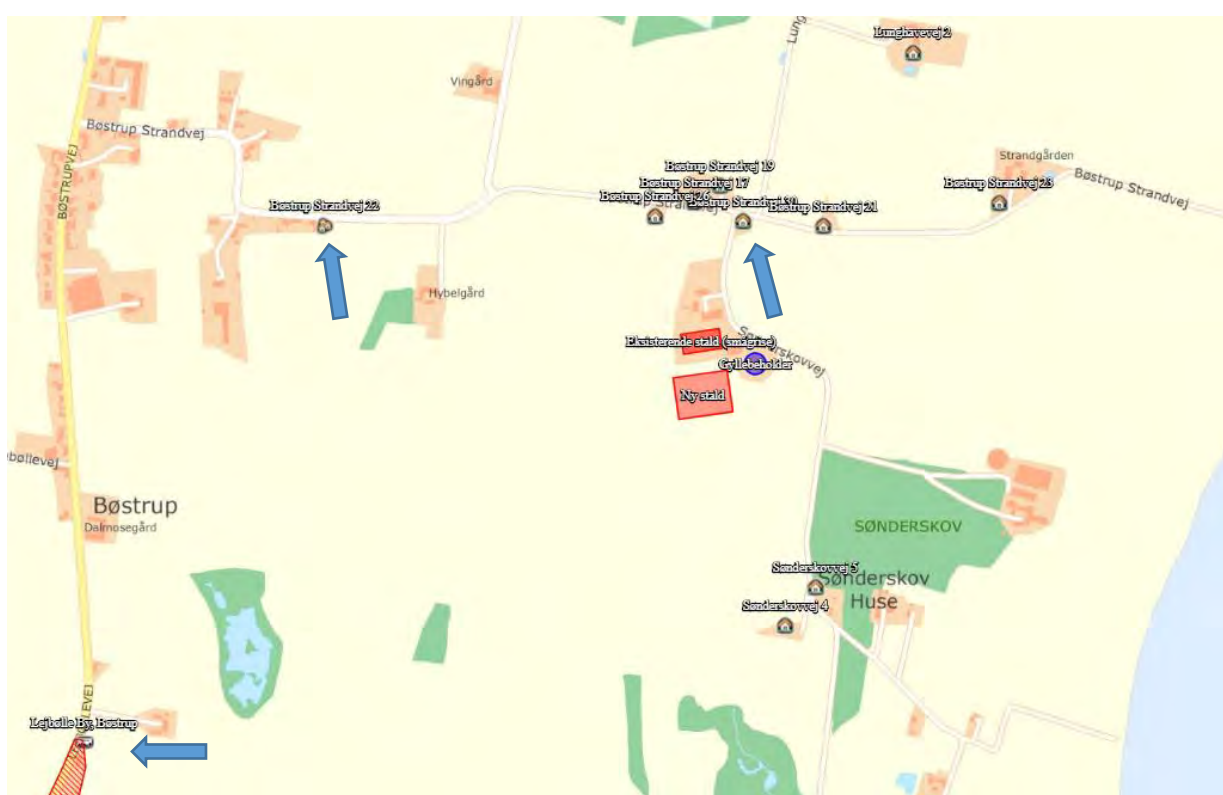 Lunghavevej 2
Lung
Vingård
Bøstrup Strandvej
BØSTRUPVEJ
Strandgården
Bøstrup Strandvej 19
Bøstrup Strandvej 17
Bøstrup Strandvej 23
Bøstrup Strandvej
Bøstrup Strandvej 26
Bøstrup Strandvej 22
Bøstrup Strandvej 21
Hybelgård
Eksisterende stald (smågrise)
Gyllebeholder
Ny stald
bøllevej
Bøstrup
Dalmosegård
SØNDERSKOV
Sønderskovvej 5
Sønderskov
Huse
Sønderskovvej 4
Lejbølle By, Bøstrup